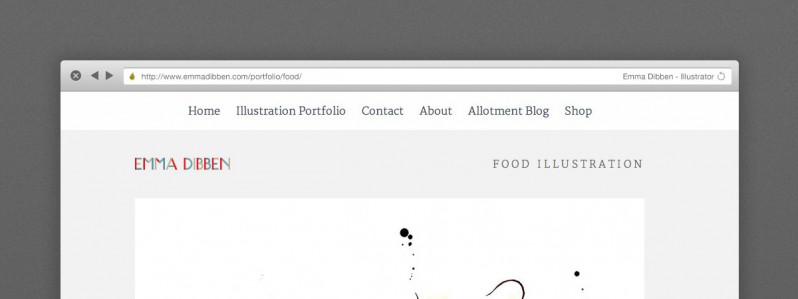 http://www.emmadibben.com/portfolio/food/ Emma Dibben - Illustrator
Home Illustration Portfolio Contact About Allotment Blog Shop
EMMA DIBBEN FOOD ILLUSTRATION